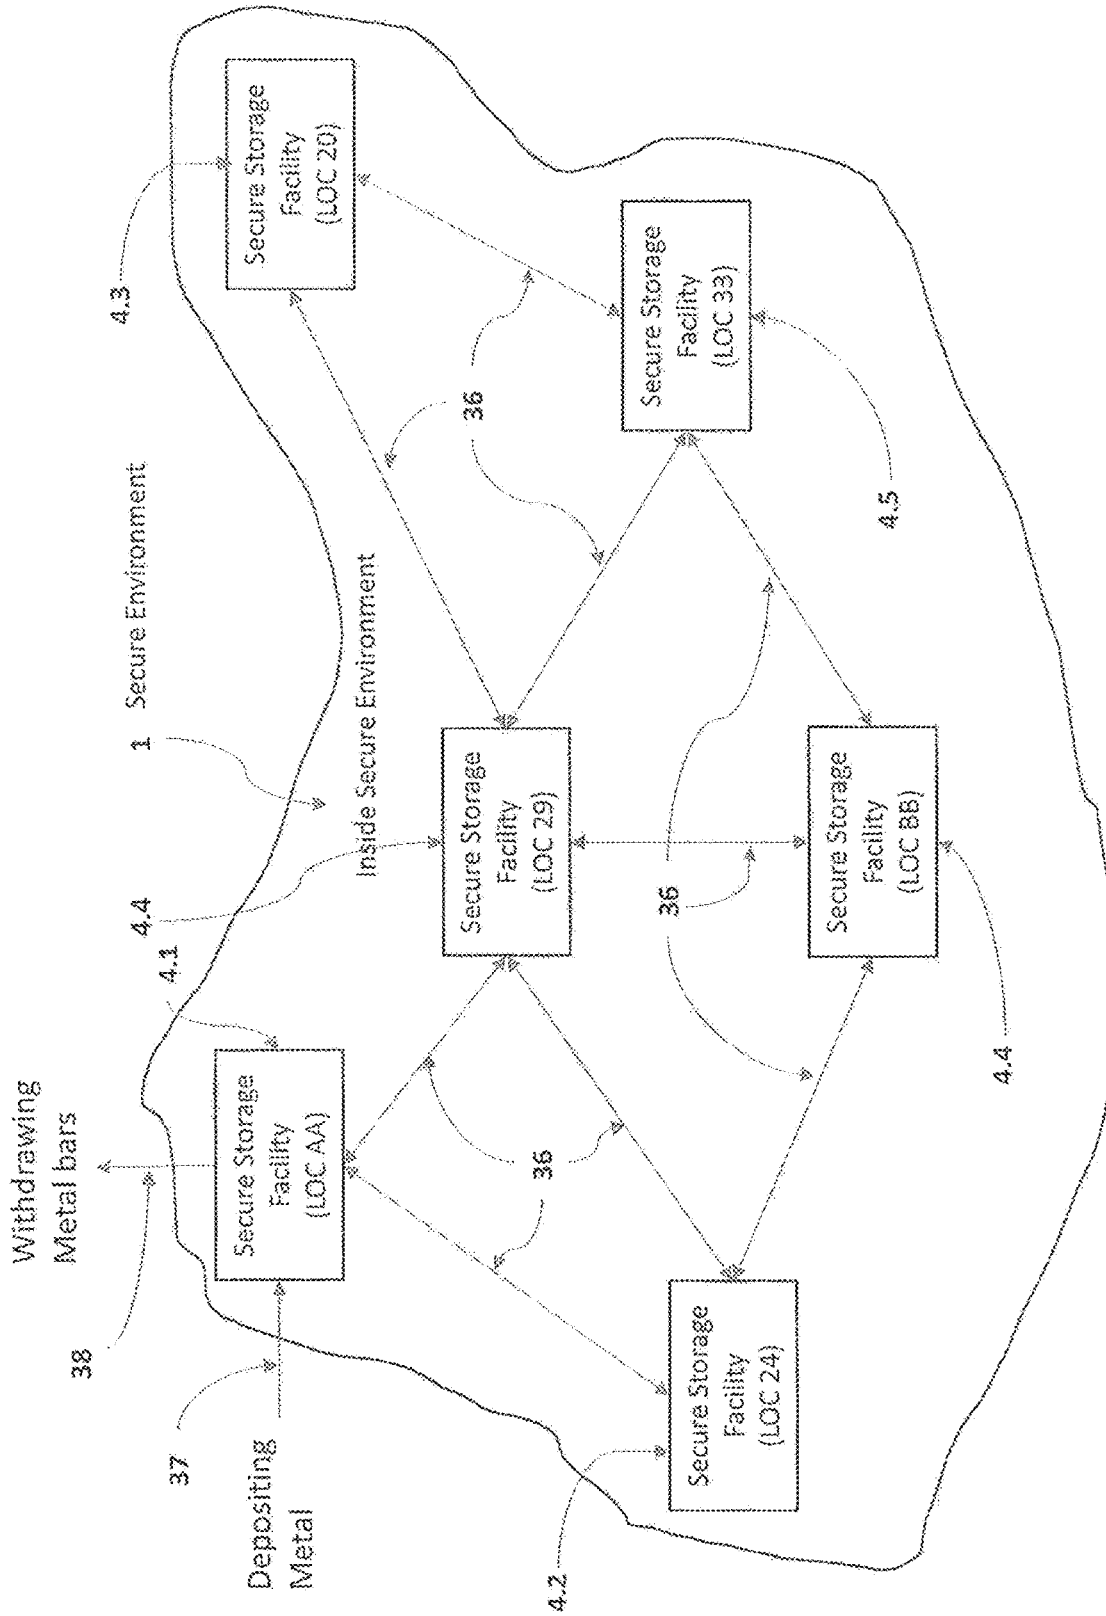 Withdrawing
Metal bars
38
37
Depositing
Metal
4.1
4.4
1
Secure Environment
4.3
Secure Storage
Facility
(LOC AA)
Inside Secure Environment
Secure Storage
Facility
(LOC 20)
36
Secure Storage
Facility
(LOC 29)
36
4.2
Secure Storage
Facility
(LOC 24)
36
Secure Storage
Facility
(LOC 33)
4.5
Secure Storage
Facility
(LOC BB)
4.4